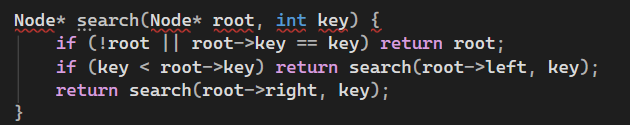 Node* search(Node* root, int key) {
    if (!root || root->key == key) return root;
    if (key < root->key) return search(root->left, key);
    return search(root->right, key);
}